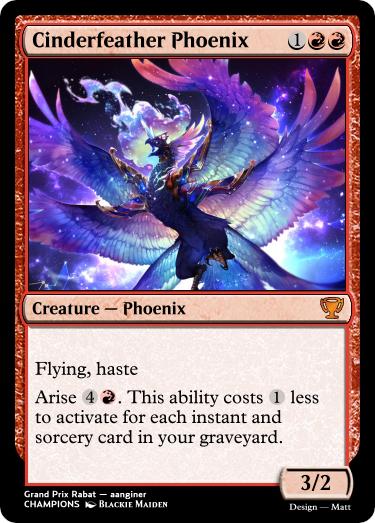 Cinderfeather Phoenix 1
Creature — Phoenix
Flying, haste
Arise 4 . This ability costs 1 less
to activate for each instant and
sorcery card in your graveyard.
3/2
Grand Prix Rabat — aanginer
CHAMPIONS Blackie Maiden
Design — Matt